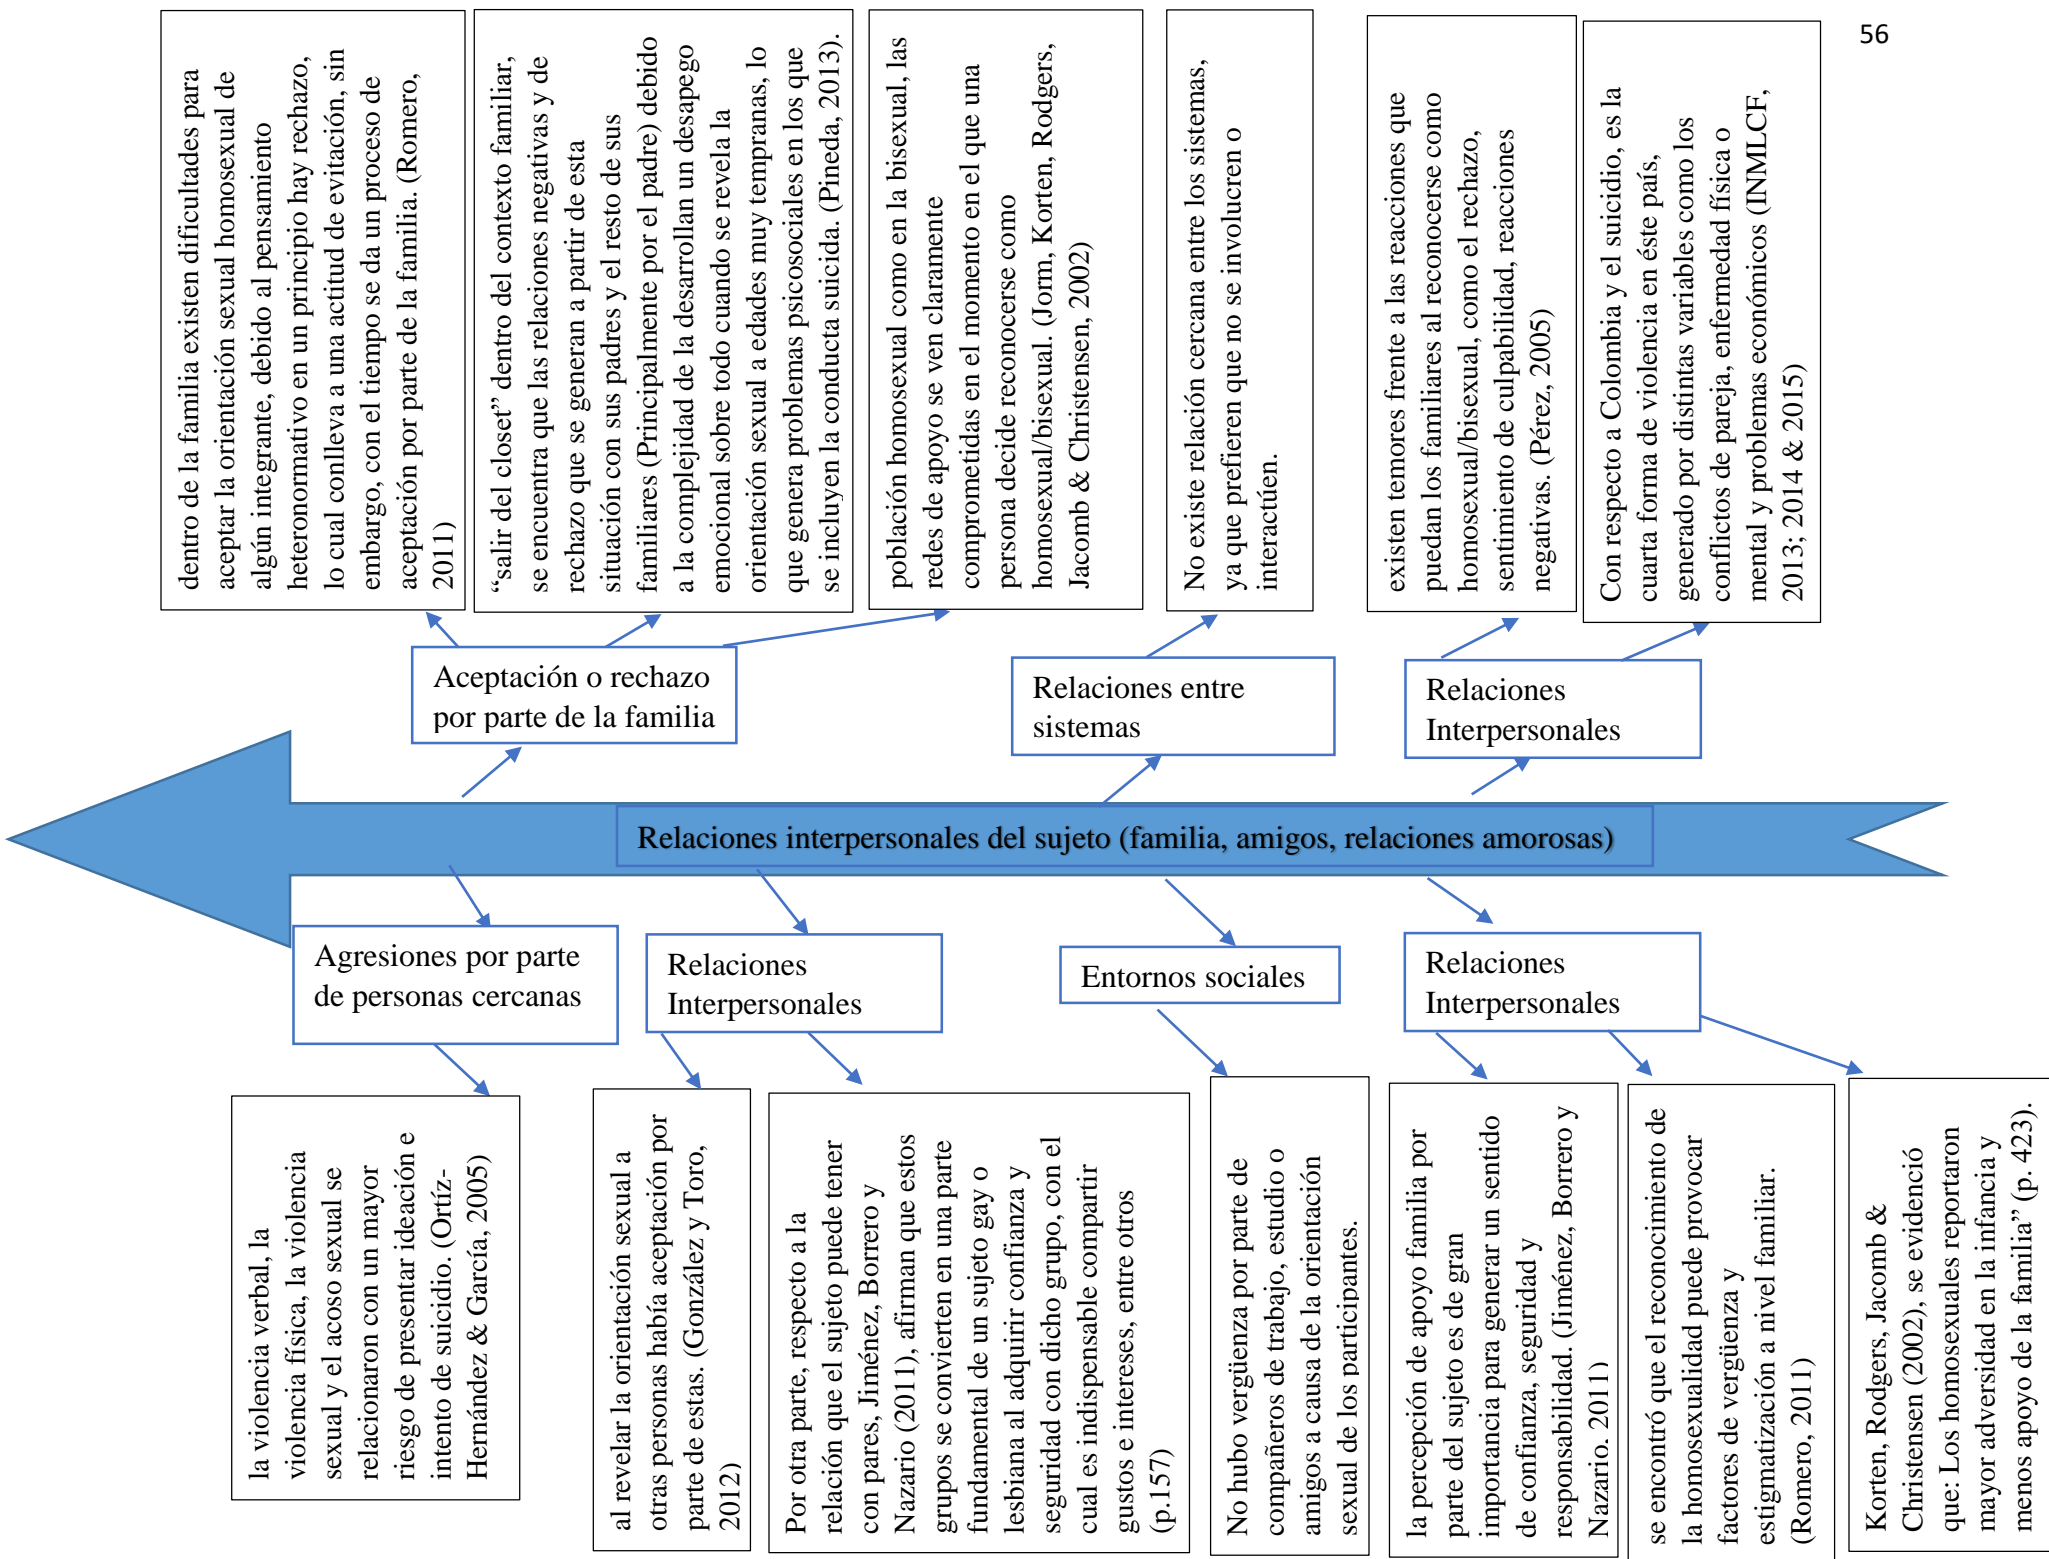 56
dentro de la familia existen dificultades para
aceptar la orientación sexual homosexual de
algún integrante, debido al pensamiento
heteronormativo en un principio hay rechazo,
lo cual conlleva a una actitud de evitación, sin
embargo, con el tiempo se da un proceso de
aceptación por parte de la familia. (Romero,
2011)
“salir del closet” dentro del contexto familiar,
se encuentra que las relaciones negativas y de
rechazo que se generan a partir de esta
situación con sus padres y el resto de sus
familiares (Principalmente por el padre) debido
a la complejidad de la desarrollan un desapego
emocional sobre todo cuando se revela la
orientación sexual a edades muy tempranas, lo
que genera problemas psicosociales en los que
se incluyen la conducta suicida. (Pineda, 2013).
población homosexual como en la bisexual, las
redes de apoyo se ven claramente
comprometidas en el momento en el que una
persona decide reconocerse como
homosexual/bisexual. (Jorm, Korten, Rodgers,
Jacomb & Christensen, 2002)
No existe relación cercana entre los sistemas,
ya que prefieren que no se involucren o
interactúen.
existen temores frente a las reacciones que
puedan los familiares al reconocerse como
homosexual/bisexual, como el rechazo,
sentimiento de culpabilidad, reacciones
negativas. (Pérez, 2005)
Con respecto a Colombia y el suicidio, es la
cuarta forma de violencia en éste país,
generado por distintas variables como los
conflictos de pareja, enfermedad física o
mental y problemas económicos (INMLCF,
2013; 2014 & 2015)
Aceptación o rechazo
por parte de la familia
Relaciones entre
sistemas
Relaciones
Interpersonales
Relaciones interpersonales del sujeto (familia, amigos, relaciones amorosas)
Agresiones por parte
de personas cercanas
Relaciones
Interpersonales
Entornos sociales
Relaciones
Interpersonales
la violencia verbal, la
violencia física, la violencia
sexual y el acoso sexual se
relacionaron con un mayor
riesgo de presentar ideación e
intento de suicidio. (Ortíz-
Hernández & García, 2005)
al revelar la orientación sexual a
otras personas había aceptación por
parte de estas. (González y Toro,
2012)
Por otra parte, respecto a la
relación que el sujeto puede tener
con pares, Jiménez, Borrero y
Nazario (2011), afirman que estos
grupos se convierten en una parte
fundamental de un sujeto gay o
lesbiana al adquirir confianza y
seguridad con dicho grupo, con el
cual es indispensable compartir
gustos e intereses, entre otros
(p.157)
No hubo vergüenza por parte de
compañeros de trabajo, estudio o
amigos a causa de la orientación
sexual de los participantes.
la percepción de apoyo familia por
parte del sujeto es de gran
importancia para generar un sentido
de confianza, seguridad y
responsabilidad. (Jiménez, Borrero y
Nazario. 2011)
se encontró que el reconocimiento de
la homosexualidad puede provocar
factores de vergüenza y
estigmatización a nivel familiar.
(Romero, 2011)
Korten, Rodgers, Jacomb &
Christensen (2002), se evidenció
que: Los homosexuales reportaron
mayor adversidad en la infancia y
menos apoyo de la familia” (p. 423).